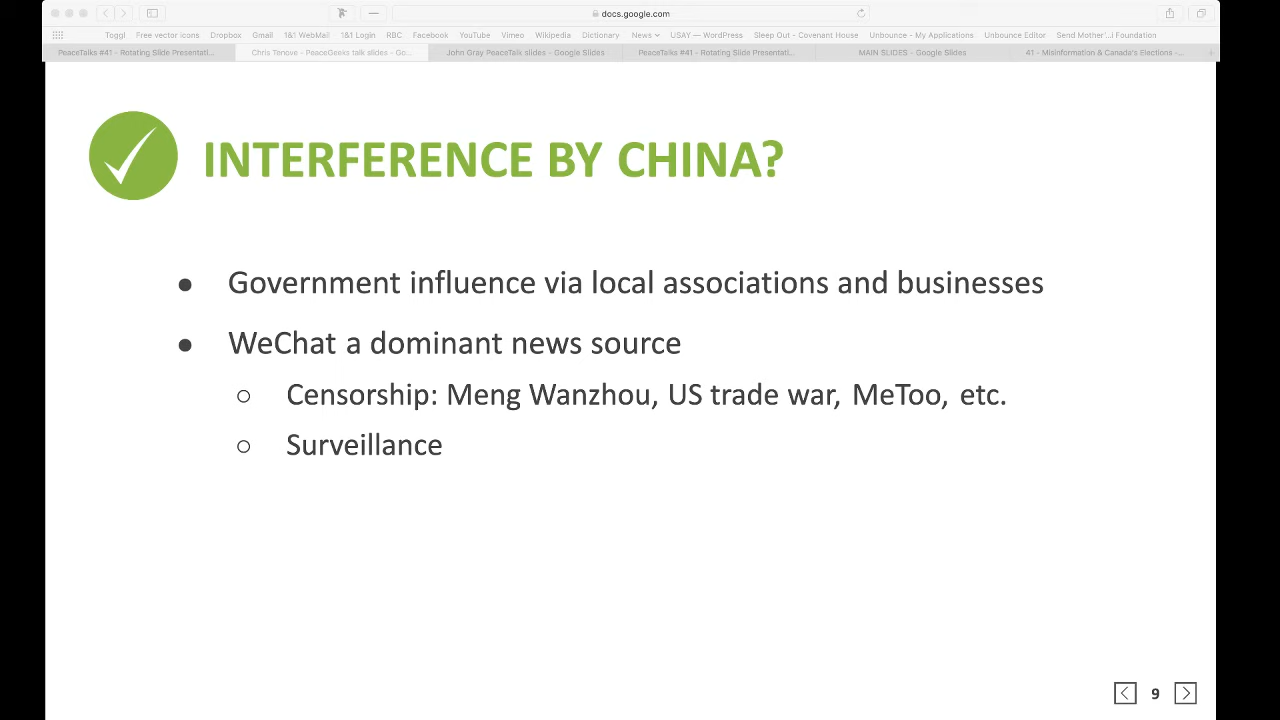 docs.google.com
Toggl Free vector icons Dropbox Gmail 1&1 WebMail 1&1 Login RBC Facebook YouTube Vimeo Wikipedia Dictionary News USAY — WordPress Sleep Out - Covenant House Unbounce - My Applications Unbounce Editor Send Mother'...l Foundation
PeaceTalks #41 - Rotating Slide Presentati... Chris Tenove - PeaceGeeks talk slides - Go... John Gray PeaceTalk slides - Google Slides PeaceTalks #41 - Rotating Slide Presentati... MAIN SLIDES - Google Slides 41 - Misinformation & Canada's Elections -...
INTERFERENCE BY CHINA?
● Government influence via local associations and businesses
● WeChat a dominant news source
○ Censorship: Meng Wanzhou, US trade war, MeToo, etc.
○ Surveillance
9